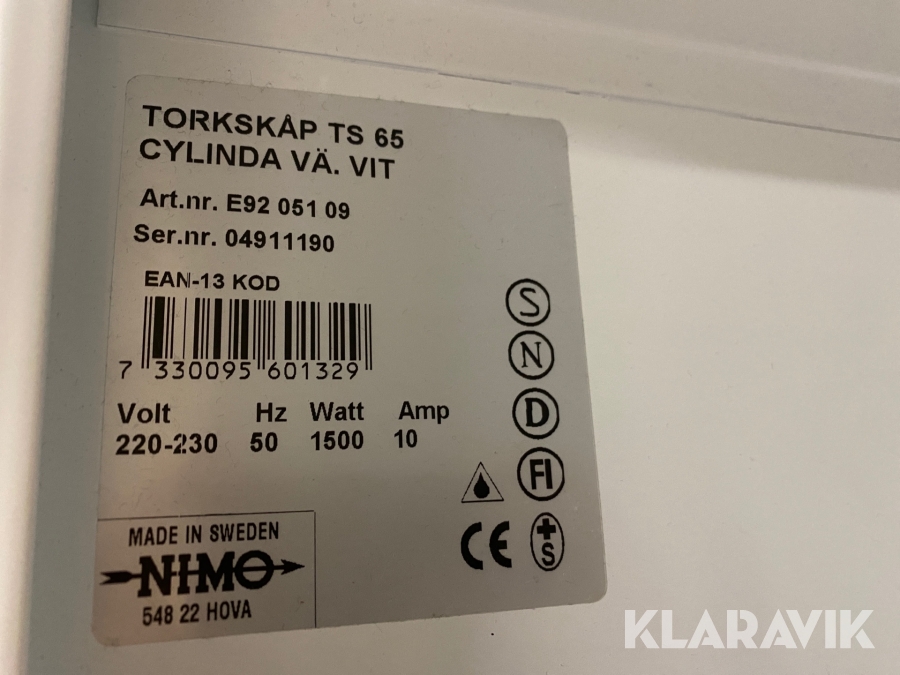 TORKSKÅP TS 65
CYLINDA VÄ. VIT
Art.nr. E92 051 09
Ser.nr. 04911190
EAN-13 KOD
7 330095 601329
Volt Hz Watt Amp
220-230 50 1500 10
S
N
D
FI
CE +S
MADE IN SWEDEN
NIMO
548 22 HOVA
KLARAVIK